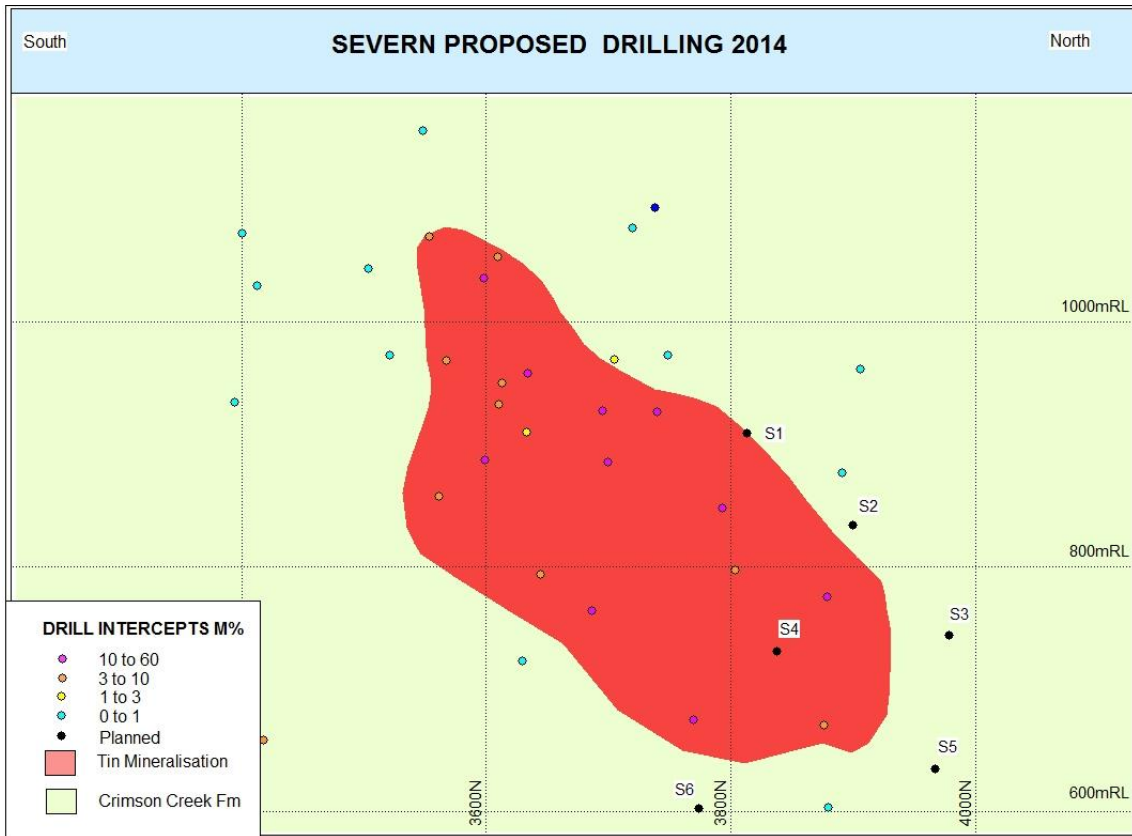 South
SEVERN PROPOSED DRILLING 2014
North
1000mRL
S1
S2
800mRL
S3
S4
S5
S6
600mRL
3600N
3800N
4000N
DRILL INTERCEPTS M%
10 to 60
3 to 10
1 to 3
0 to 1
Planned
Tin Mineralisation
Crimson Creek Fm